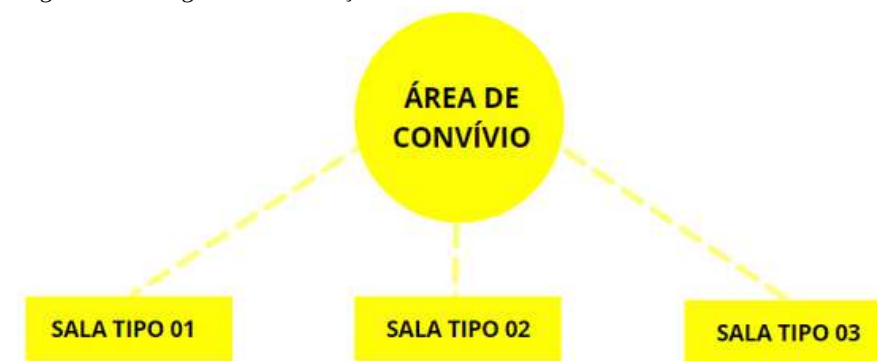 ÁREA DE
CONVÍVIO
SALA TIPO 01
SALA TIPO 02
SALA TIPO 03